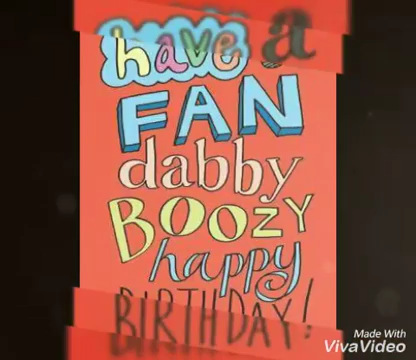 have a
FAN
dabby
BOOZY
happy
BIRTHDAY!
Made With
VivaVideo